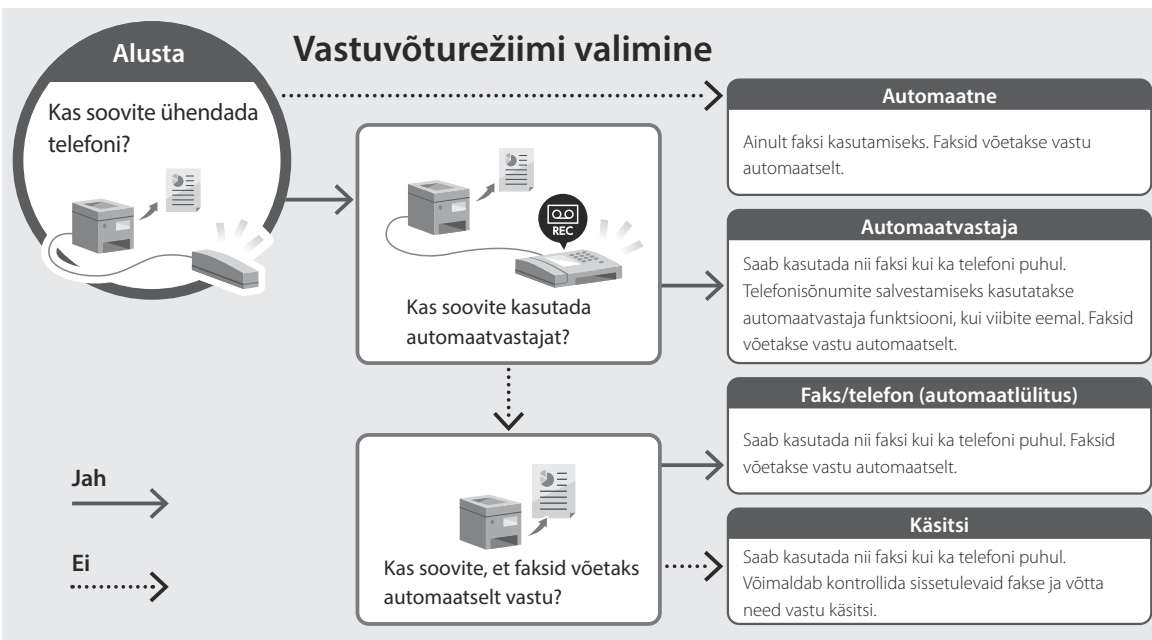 Vastuvõturežiimi valimine
Alusta
Kas soovite ühendada
telefoni?
REC
Kas soovite kasutada
automaatvastajat?
Kas soovite, et faksid võetaks
automaatselt vastu?
Jah
Ei
Automaatne
Ainult faksi kasutamiseks. Faksid võetakse vastu
automaatselt.
Automaatvastaja
Saab kasutada nii faksi kui ka telefoni puhul.
Telefonisõnumite salvestamiseks kasutatakse
automaatvastaja funktsiooni, kui viibite eemal. Faksid
võetakse vastu automaatselt.
Faks/telefon (automaatlülitus)
Saab kasutada nii faksi kui ka telefoni puhul. Faksid
võetakse vastu automaatselt.
Käsitsi
Saab kasutada nii faksi kui ka telefoni puhul.
Võimaldab kontrollida sissetulevaid fakse ja võtta
need vastu käsitsi.